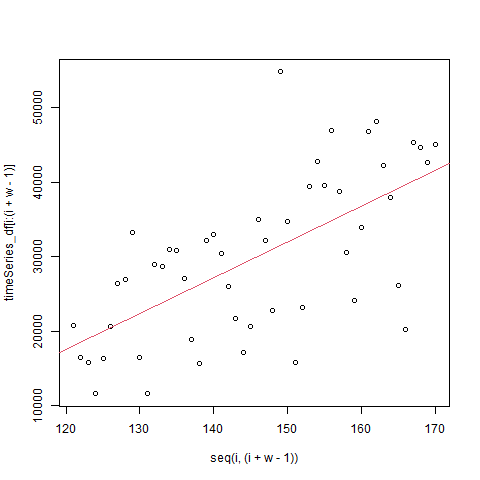 50000
40000
30000
20000
10000
timeSeries_df[i:(i + w - 1)]
120 130 140 150 160 170
seq(i, (i + w - 1))